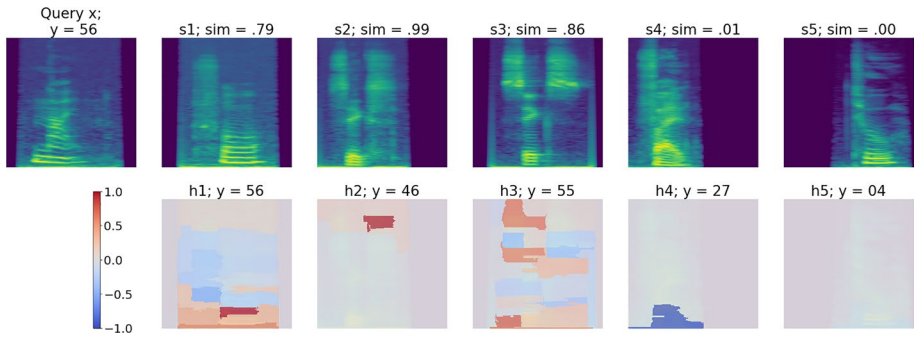 Query x;
y = 56
s1; sim = .79
s2; sim = .99
s3; sim = .86
s4; sim = .01
s5; sim = .00
h1; y = 56
h2; y = 46
h3; y = 55
h4; y = 27
h5; y = 04
1.0
0.5
0.0
−0.5
−1.0